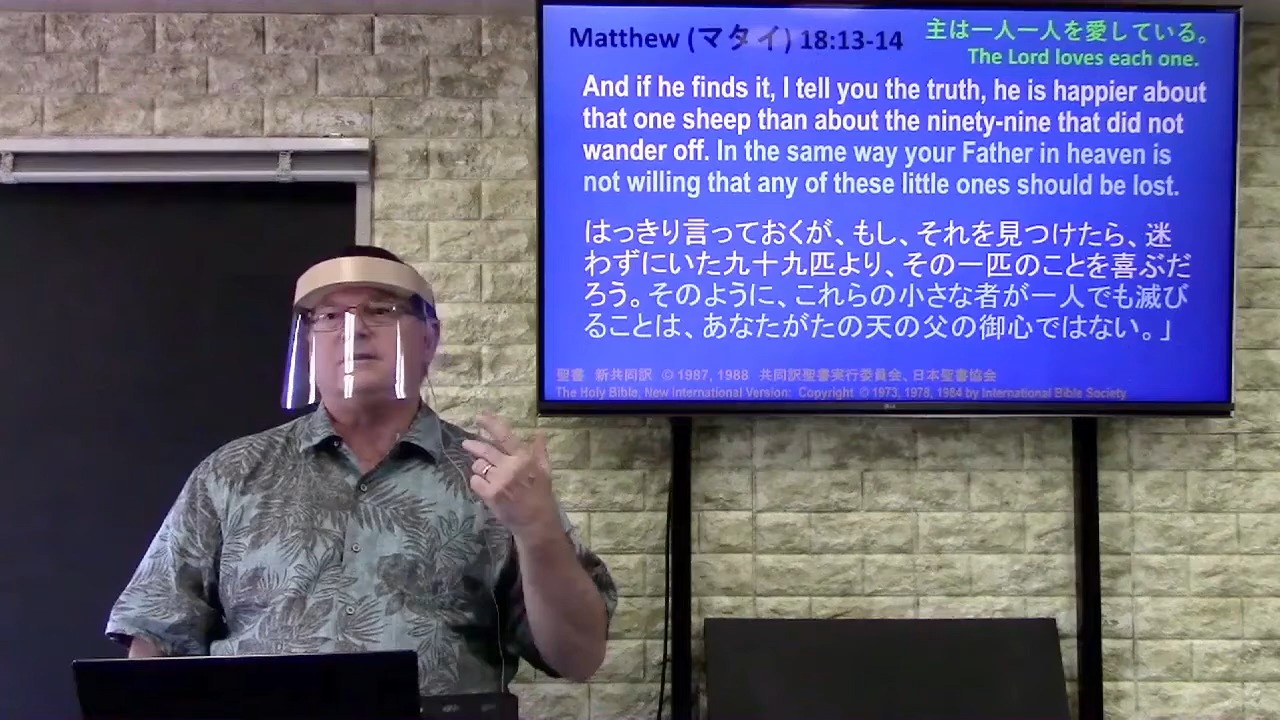 Matthew (マタイ) 18:13-14
主は一人一人を愛している。
The Lord loves each one.
And if he finds it, I tell you the truth, he is happier about
that one sheep than about the ninety-nine that did not
wander off. In the same way your Father in heaven is
not willing that any of these little ones should be lost.
はっきり言っておくが、もし、それを見つけたら、迷
わずにいた九十九匹より、その一匹のことを喜ぶだ
ろう。そのように、これらの小さな者が一人でも滅び
ることは、あなたがたの天の父の御心ではない。」
聖書 新共同訳 © 1987, 1988 共同訳聖書実行委員会、日本聖書協会
The Holy Bible, New International Version: Copyright © 1973, 1978, 1984 by International Bible Society